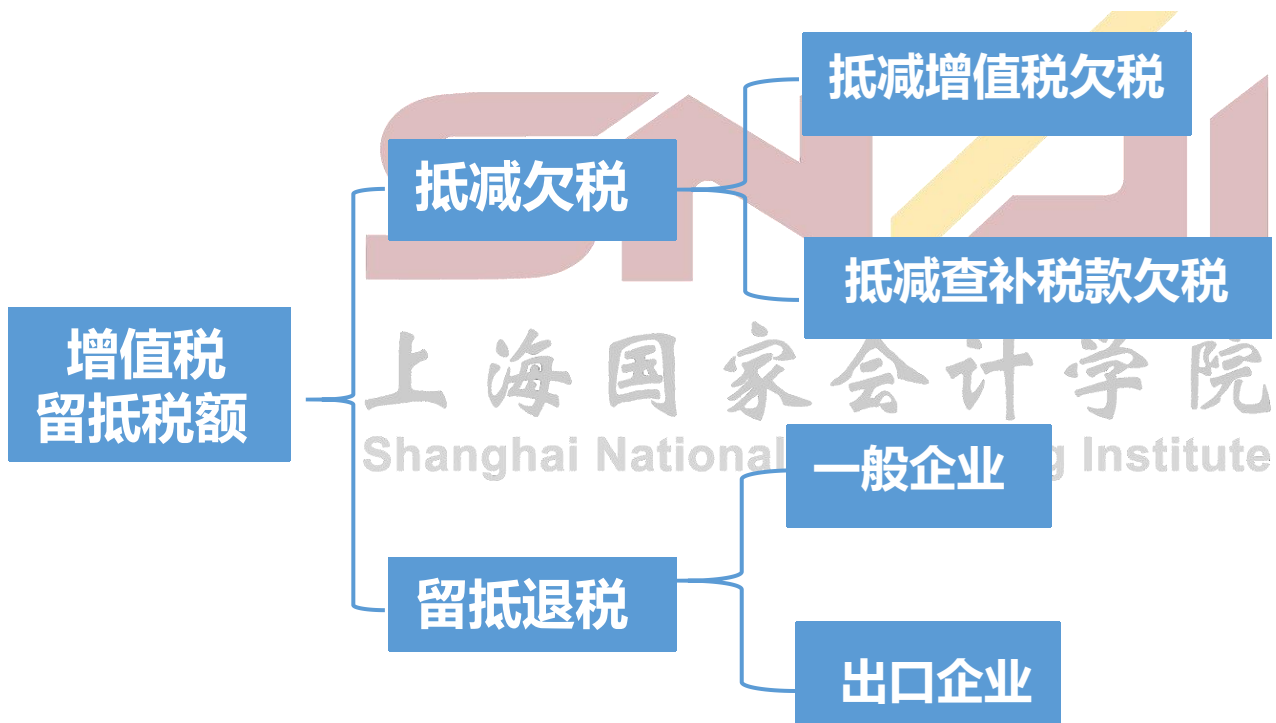 抵减增值税欠税
抵减欠税
抵减查补税款欠税
增值税
留抵税额
上海国家会计学院
Shanghai National g Institute
一般企业
留抵退税
出口企业